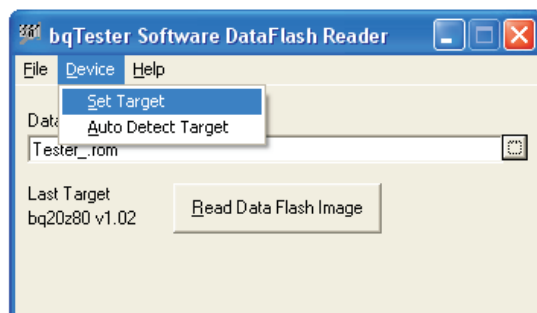 bqTester Software DataFlash Reader
File Device Help
Set Target
Auto Detect Target
Data
Tester_.rom
Last Target
bq20z80 v1.02
Read Data Flash Image